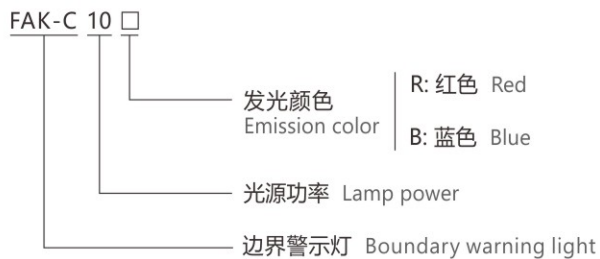 FAK-C 10 □
发光颜色
Emission color
R: 红色 Red
B: 蓝色 Blue
光源功率 Lamp power
边界警示灯 Boundary warning light